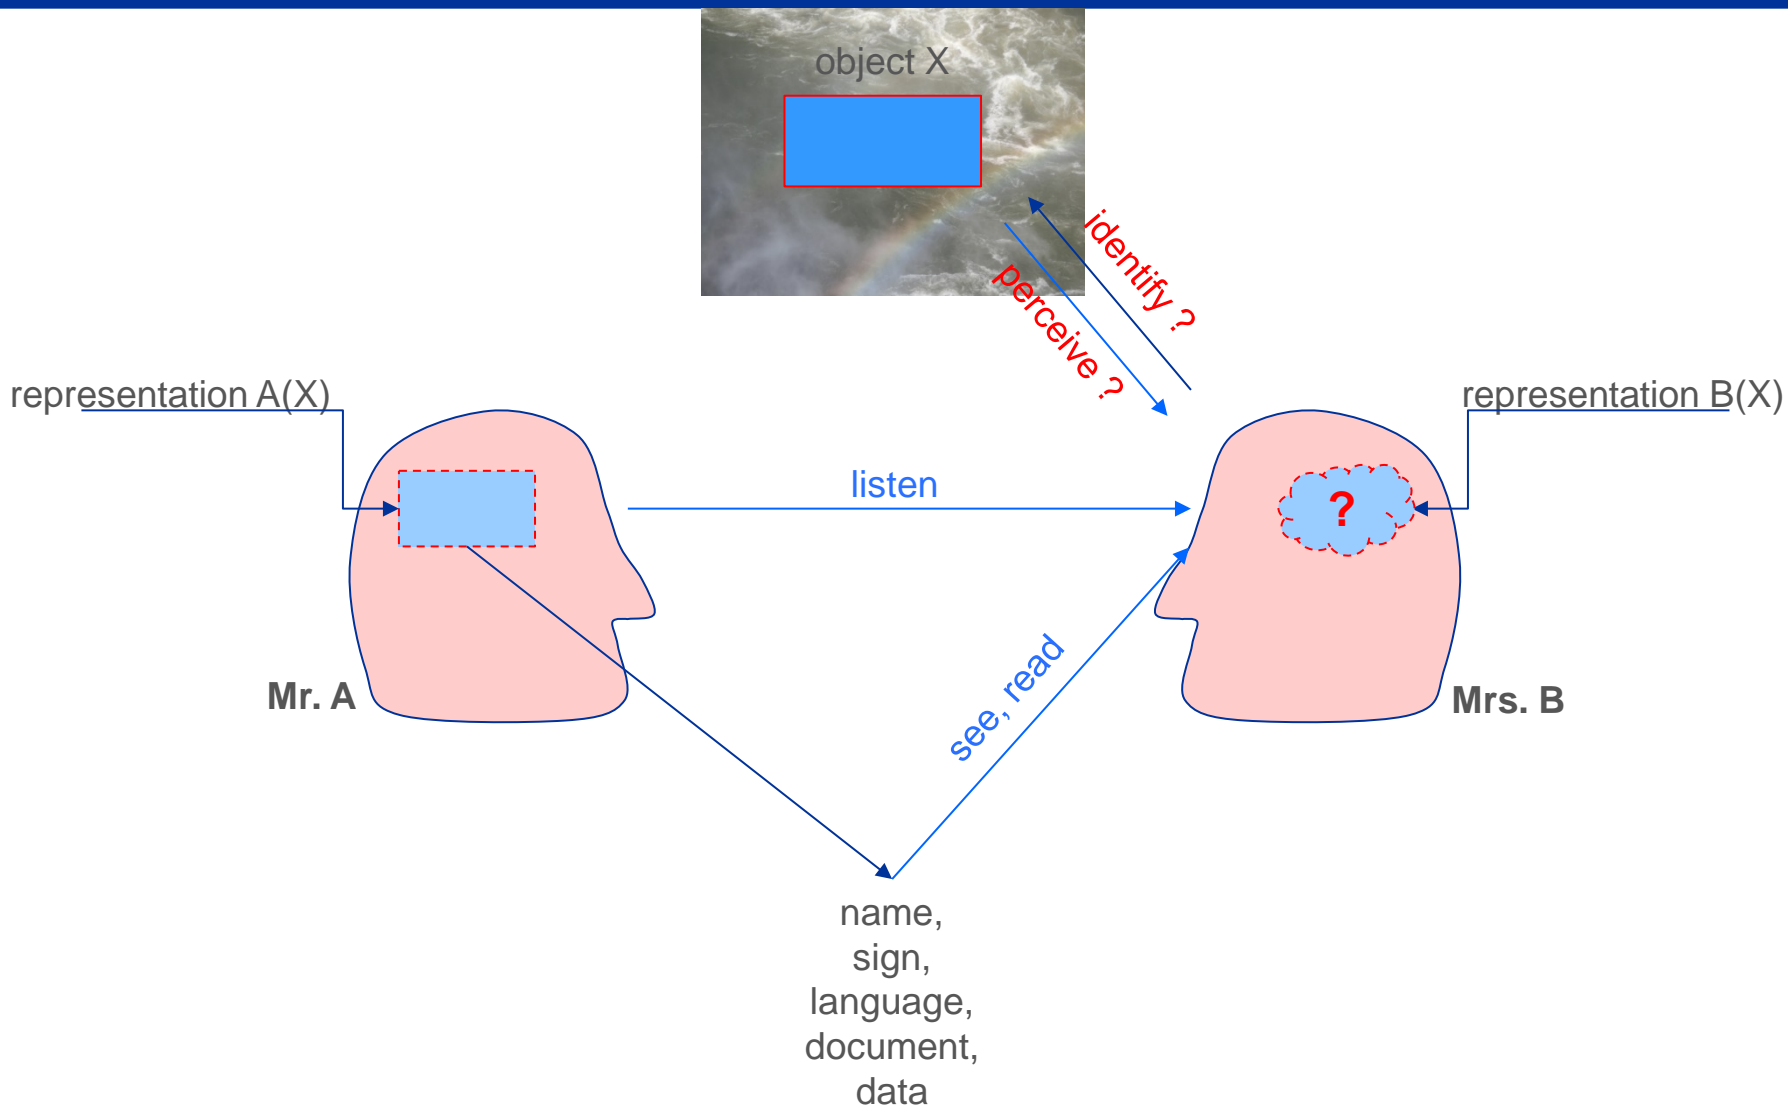 object X
identify ?
perceive ?
representation A(X)
representation B(X)
listen
?
see, read
Mr. A
Mrs. B
name,
sign,
language,
document,
data